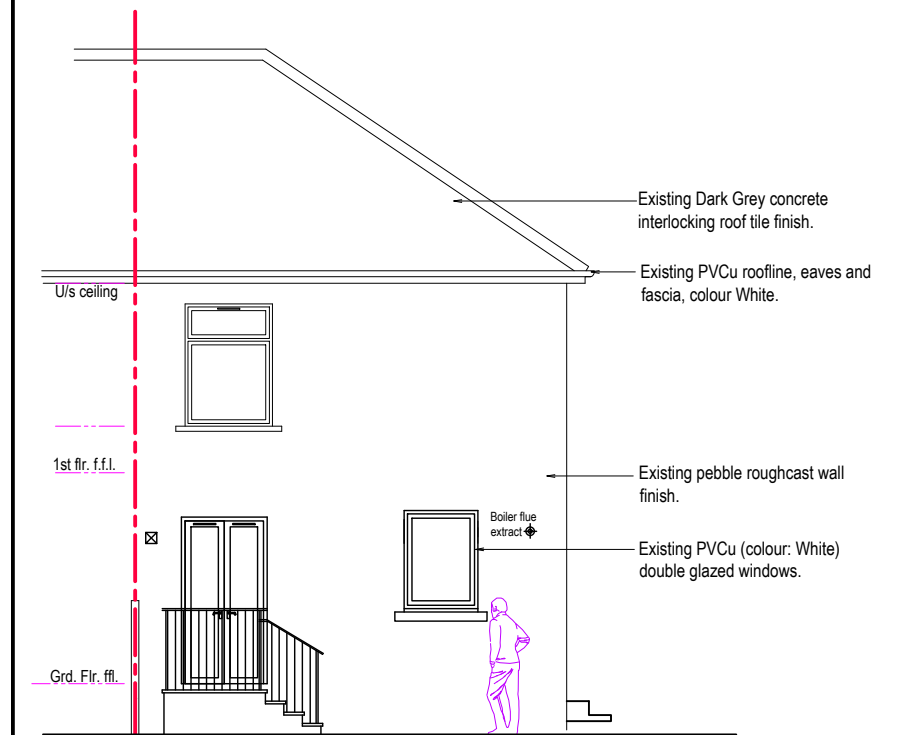 Existing Dark Grey concrete
interlocking roof tile finish.
Existing PVCu roofline, eaves and
fascia, colour White.
U/s ceiling
1st flr. f.f.l.
Existing pebble roughcast wall
finish.
Boiler flue
extract
Existing PVCu (colour: White)
double glazed windows.
Grd. Flr. ffl.